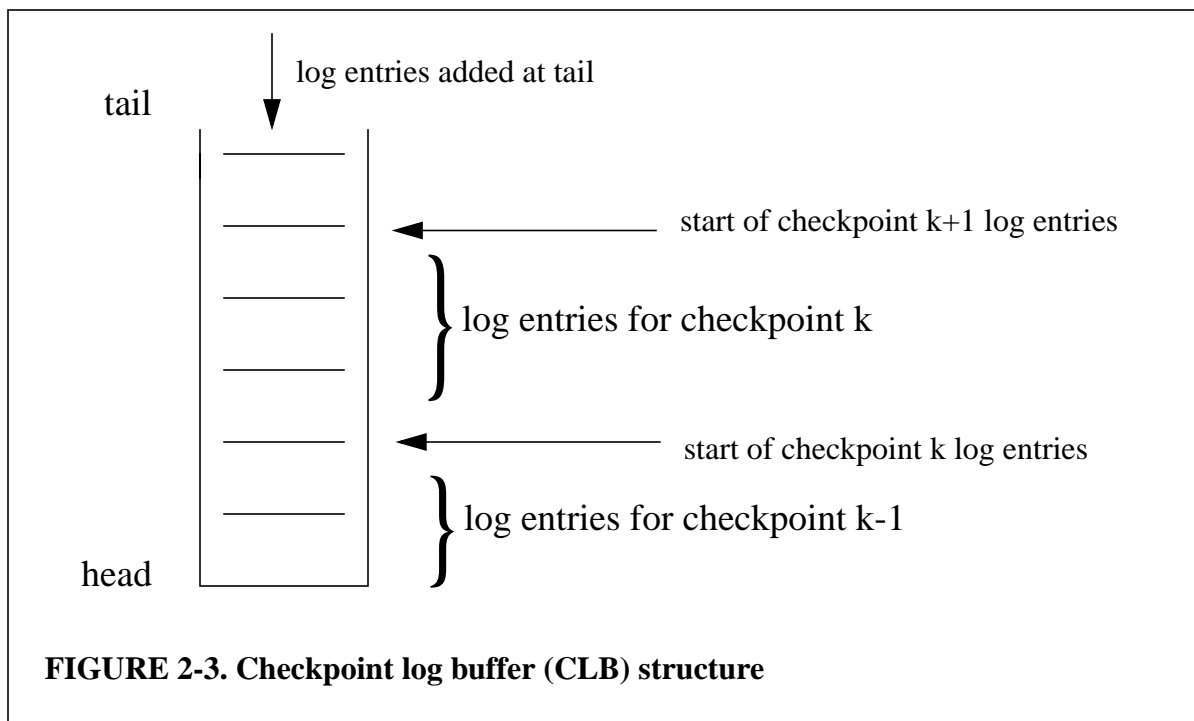 log entries added at tail
tail
start of checkpoint k+1 log entries
log entries for checkpoint k
start of checkpoint k log entries
log entries for checkpoint k-1
head
FIGURE 2-3. Checkpoint log buffer (CLB) structure